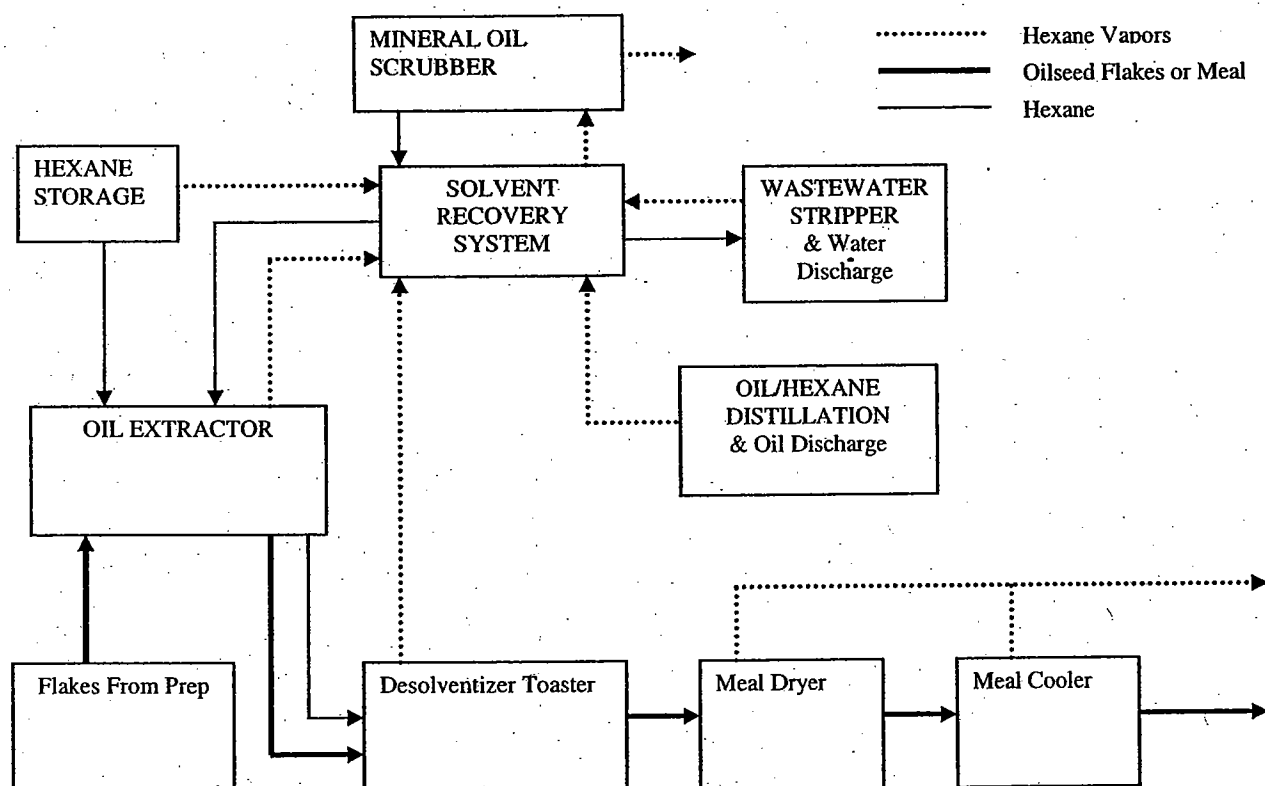 MINERAL OIL
SCRUBBER
Hexane Vapors
Oilseed Flakes or Meal
Hexane
HEXANE
STORAGE
SOLVENT
RECOVERY
SYSTEM
WASTEWATER
STRIPPER
& Water
Discharge
OIL/HEXANE
DISTILLATION
& Oil Discharge
OIL EXTRACTOR
Flakes From Prep
Desolventizer Toaster
Meal Dryer
Meal Cooler